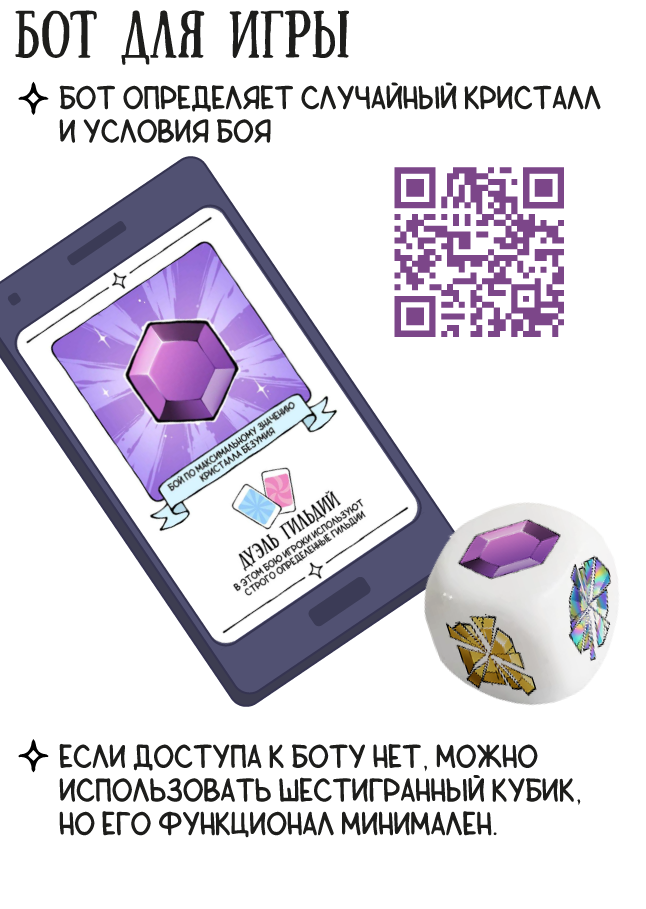 БОТ ДЛЯ ИГРЫ
БОТ ОПРЕДЕЛЯЕТ СЛУЧАЙНЫЙ КРИСТАЛЛ
И УСЛОВИЯ БОЯ
БОЙ ПО МАКСИМАЛЬНОМУ ЗНАЧЕНИЮ
КРИСТАЛЛА БЕЗУМИЯ
ДУЭЛЬ ГИЛЬДИЙ
В ЭТОМ БОЮ ИГРОКИ ИСПОЛЬЗУЮТ
СТРОГО ОПРЕДЕЛЕННЫЕ ГИЛЬДИИ
ЕСЛИ ДОСТУПА К БОТУ НЕТ, МОЖНО
ИСПОЛЬЗОВАТЬ ШЕСТИГРАННЫЙ КУБИК,
НО ЕГО ФУНКЦИОНАЛ МИНИМАЛЕН.